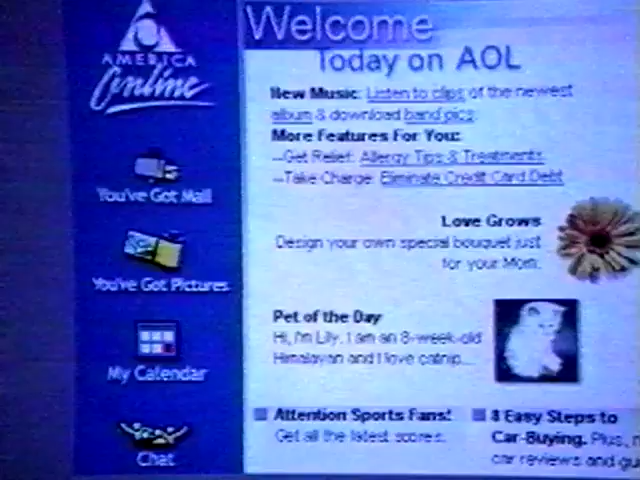 AMERICA
Online
You've Got Mail
You've Got Pictures
My Calendar
Chat
Welcome
Today on AOL
New Music: Listen to clips of the newest
album & download band pics.
More Features For You:
--Get Relief: Allergy Tips & Treatments
--Take Charge: Eliminate Credit Card Debt
Love Grows
Design your own special bouquet just
for your Mom.
Pet of the Day
Hi, I'm Lily. I am an 8-week-old
Himalayan and I love catnip...
Attention Sports Fans!
Get all the latest scores.
8 Easy Steps to
Car-Buying. Plus,
car reviews and